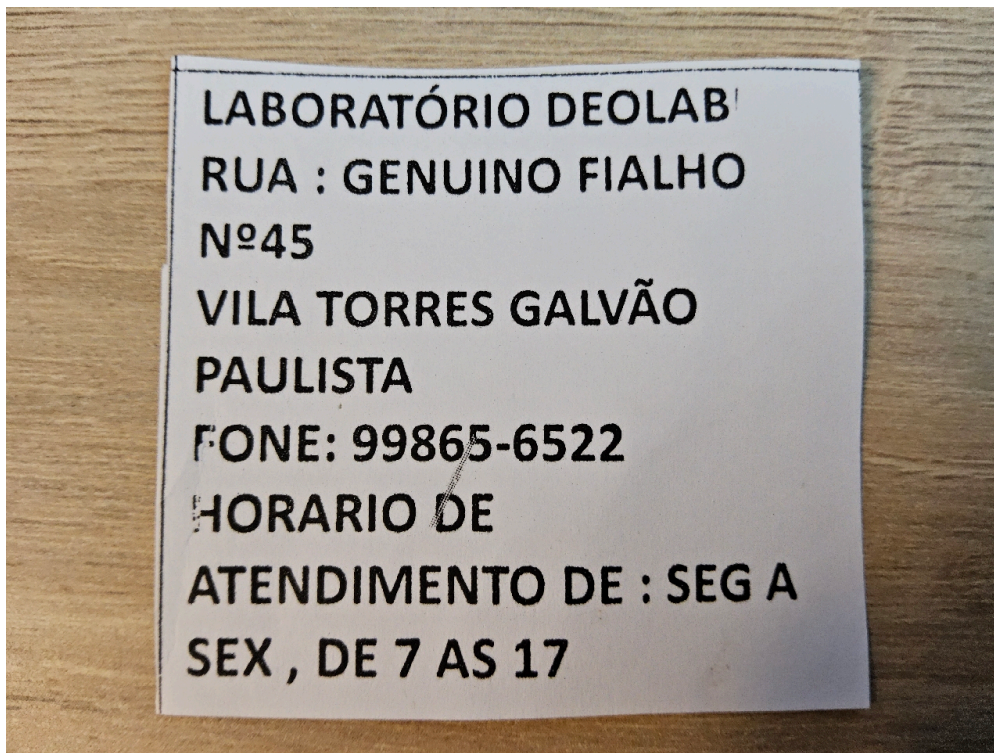 LABORATÓRIO DEOLAB
RUA : GENUINO FIALHO
Nº45
VILA TORRES GALVÃO
PAULISTA
FONE: 99865-6522
HORARIO DE
ATENDIMENTO DE : SEG A
SEX , DE 7 AS 17